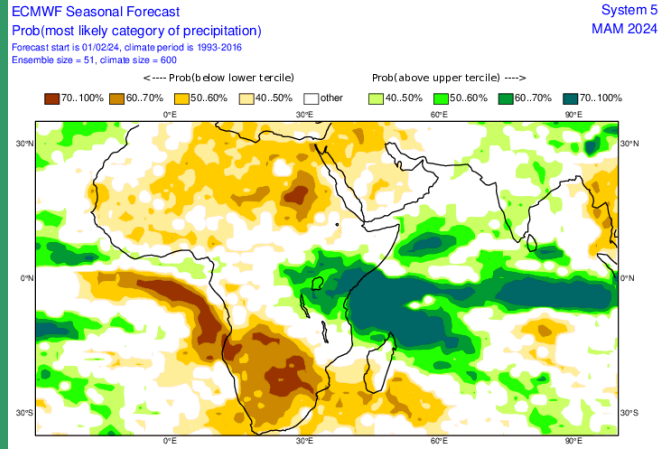 ECMWF Seasonal Forecast
System 5
Prob(most likely category of precipitation)
MAM 2024
Forecast start is 01/02/24, climate period is 1993-2016
Ensemble size = 51, climate size = 600
<---- Prob(below lower tercile)
Prob(above upper tercile) ---->
70..100% 60..70% 50..60% 40..50% other 40..50% 50..60% 60..70% 70..100%
0°E 30°E 60°E 90°E
30°N 30°N
0°N 0°N
30°S 30°S
0°E 30°E 60°E 90°E